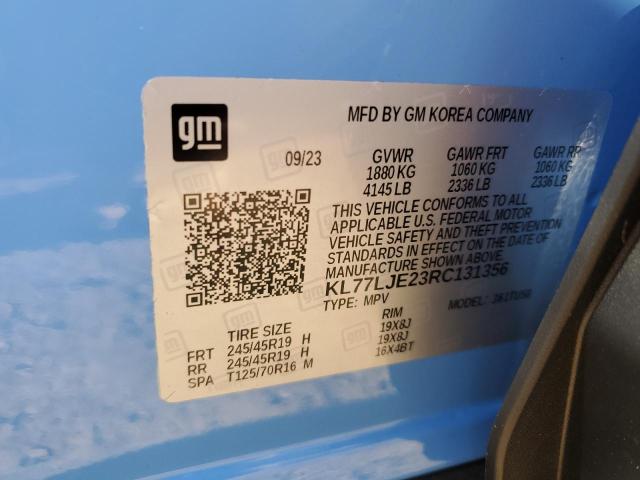 gm
MFD BY GM KOREA COMPANY
09/23 GVWR GAWR FRT GAWR RR
1880 KG 1060 KG 1060 KG
4145 LB 2336 LB 2336 LB
THIS VEHICLE CONFORMS TO ALL
APPLICABLE U.S. FEDERAL MOTOR
VEHICLE SAFETY AND THEFT PREVENTION
STANDARDS IN EFFECT ON THE DATE OF
MANUFACTURE SHOWN ABOVE.
KL77LJE23RC131356
TYPE: MPV MODEL: 3618TUSB
TIRE SIZE RIM
FRT 245/45R19 H 19X8J
RR 245/45R19 H 19X8J
SPA T125/70R16 M 16X4BT